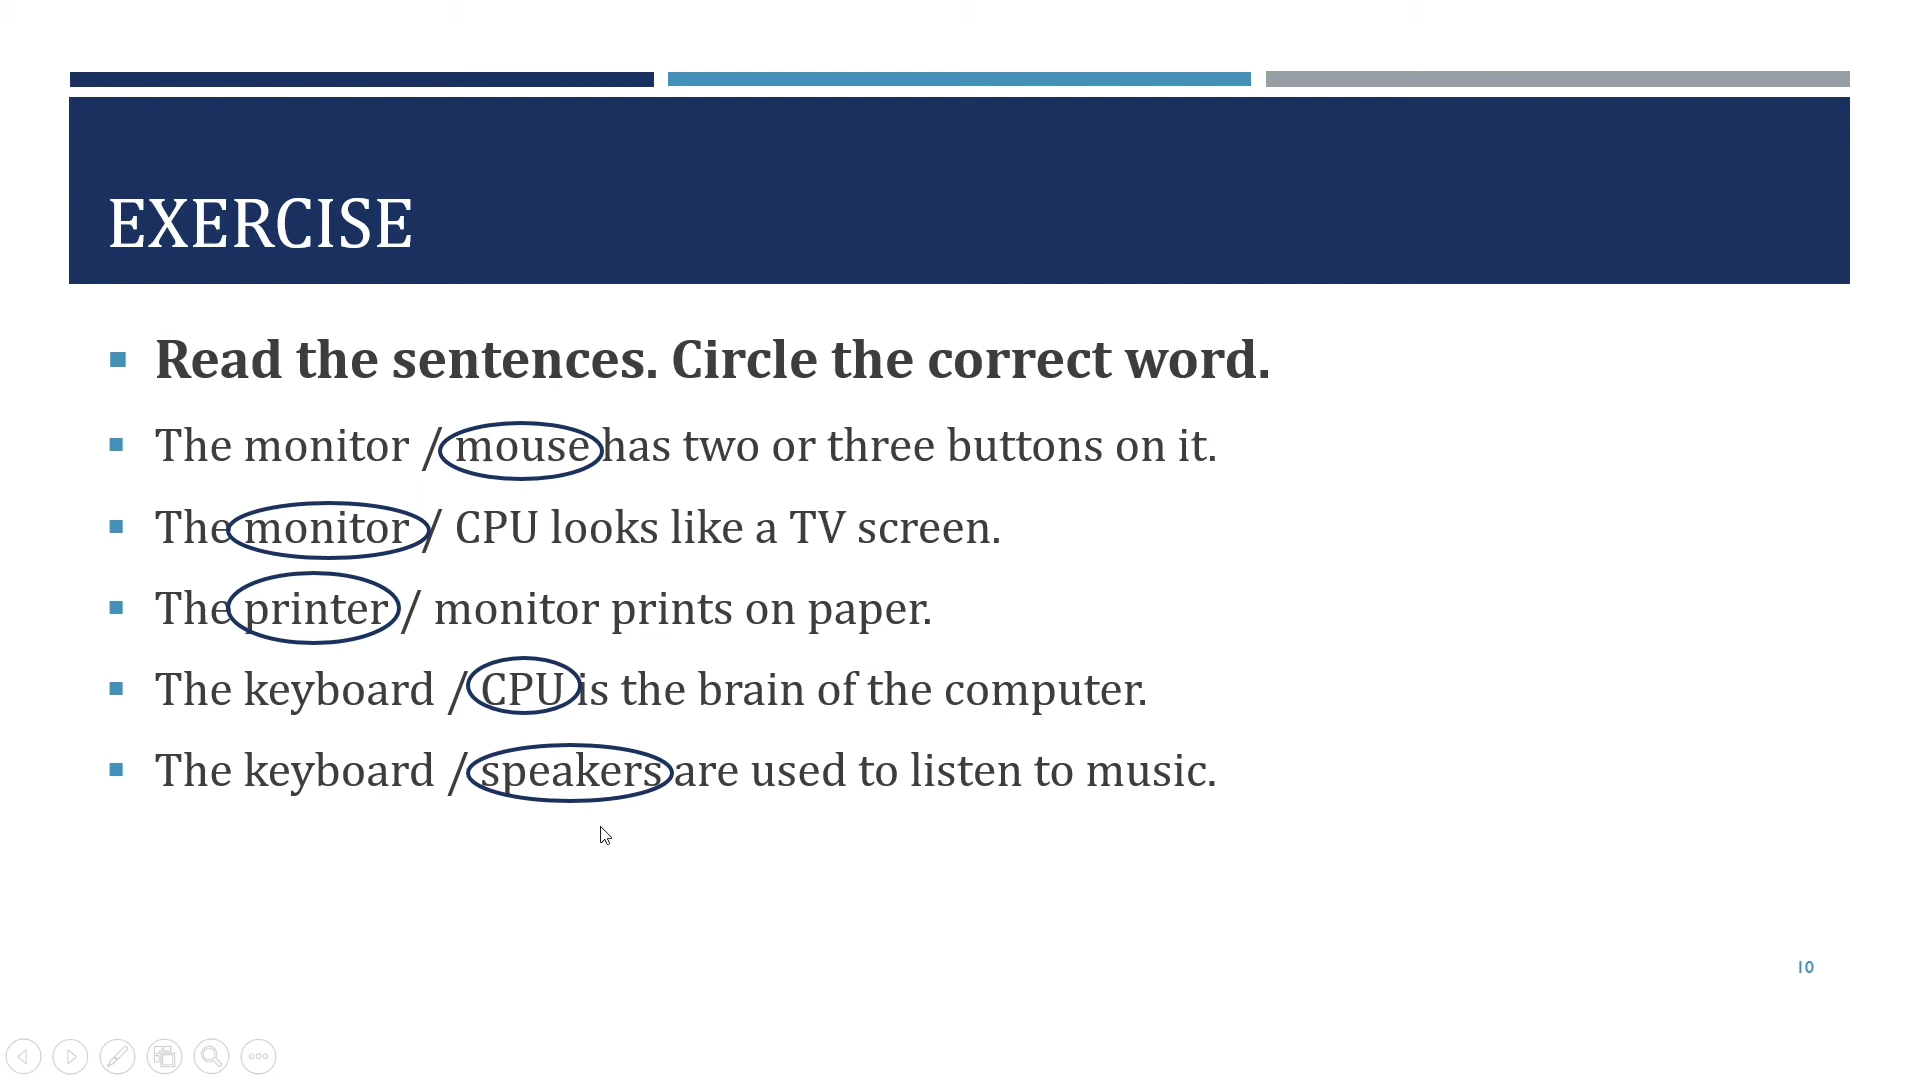 EXERCISE
Read the sentences. Circle the correct word.
The monitor / mouse has two or three buttons on it.
The monitor / CPU looks like a TV screen.
The printer / monitor prints on paper.
The keyboard / CPU is the brain of the computer.
The keyboard / speakers are used to listen to music.
10